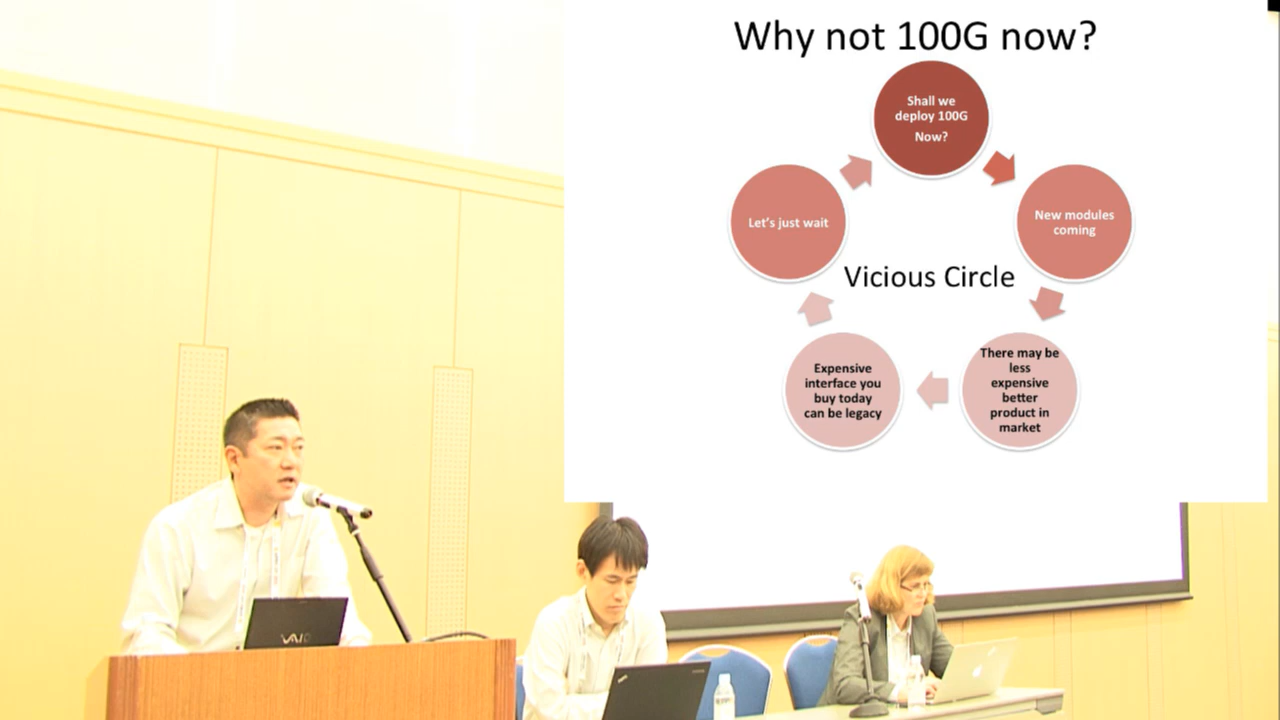 Why not 100G now?
Shall we
deploy 100G
Now?
New modules
coming
There may be
less
expensive
better
product in
market
Expensive
interface you
buy today
can be legacy
Let's just wait
Vicious Circle
VAIO